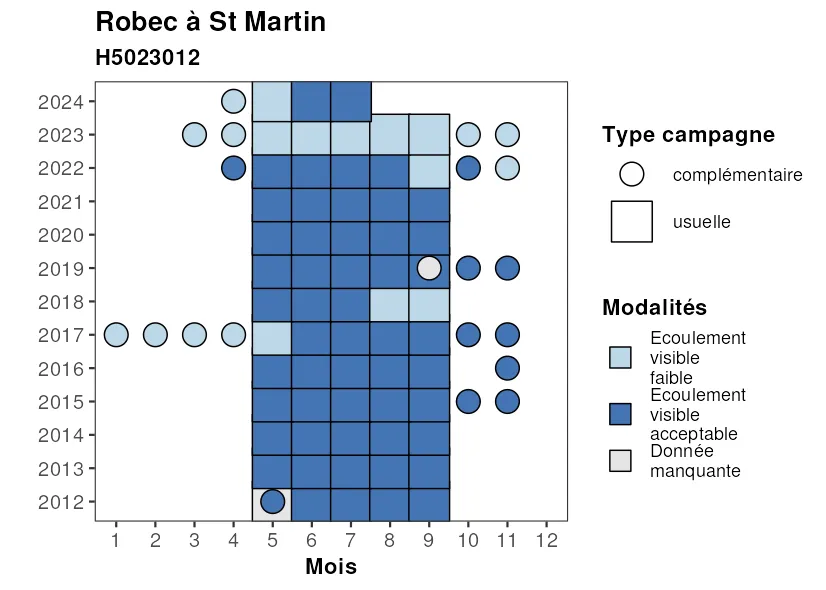 Robec à St Martin
H5023012
2024
2023
2022
2021
2020
2019
2018
2017
2016
2015
2014
2013
2012
1 2 3 4 5 6 7 8 9 10 11 12
Mois
Type campagne
complémentaire
usuelle
Modalités
Ecoulement
visible
faible
Ecoulement
visible
acceptable
Donnée
manquante